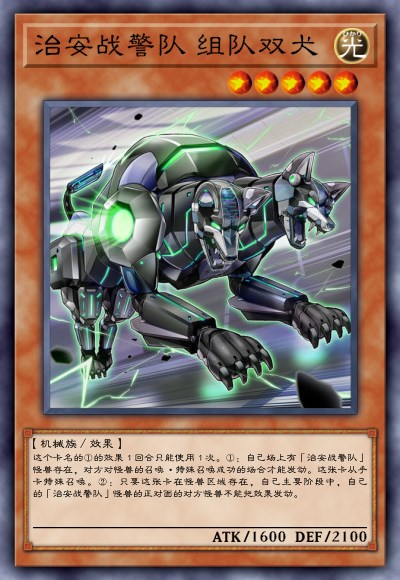 治安战警队 组队双犬
光
ひかり
【机械族／效果】
这个卡名的①的效果1回合只能使用1次。①：自己场上有「治安战警队」
怪兽存在，对方对怪兽的召唤·特殊召唤成功的场合才能发动。这张卡从手
卡特殊召唤。②：只要这张卡在怪兽区域存在，自己主要阶段中，自己
的「治安战警队」怪兽的正对面的对方怪兽不能把效果发动。
ATK/1600 DEF/2100